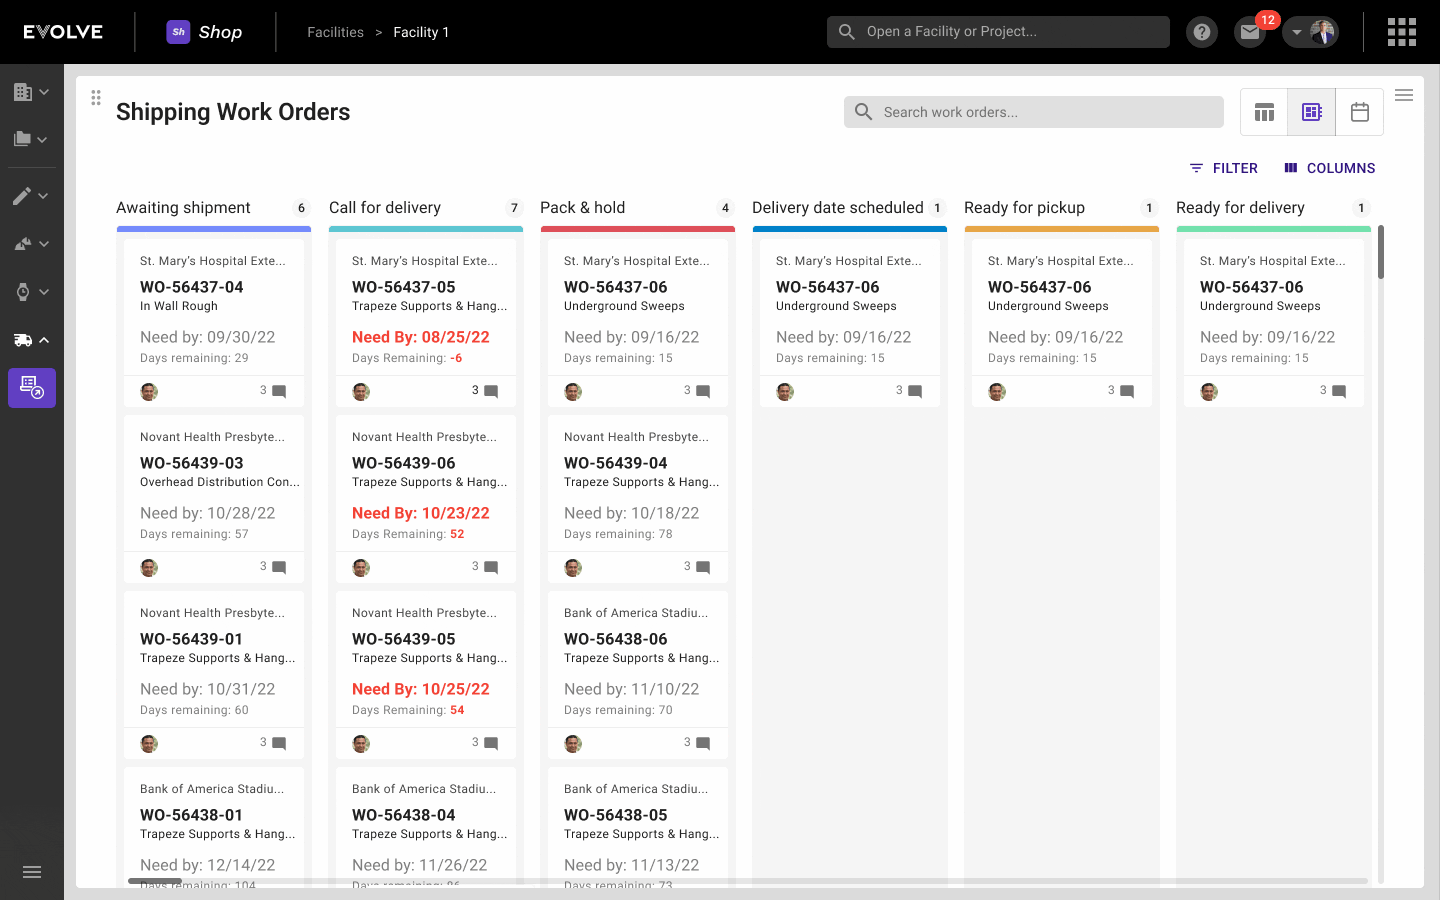 EVOLVE
Sh Shop
Facilities > Facility 1
Open a Facility or Project...
12
Shipping Work Orders
Search work orders...
FILTER
COLUMNS
Awaiting shipment 6
St. Mary’s Hospital Exte...
WO-56437-04
In Wall Rough
Need by: 09/30/22
Days remaining: 29
3
Novant Health Presbyte...
WO-56439-03
Overhead Distribution Con...
Need by: 10/28/22
Days remaining: 57
3
Novant Health Presbyte...
WO-56439-01
Trapeze Supports & Hang...
Need by: 10/31/22
Days remaining: 60
3
Bank of America Stadiu...
WO-56438-01
Trapeze Supports & Hang...
Need by: 12/14/22
Days remaining: 104
Call for delivery 7
St. Mary’s Hospital Exte...
WO-56437-05
Trapeze Supports & Hang...
Need By: 08/25/22
Days Remaining: -6
3
Novant Health Presbyte...
WO-56439-06
Trapeze Supports & Hang...
Need By: 10/23/22
Days Remaining: 52
3
Novant Health Presbyte...
WO-56439-05
Trapeze Supports & Hang...
Need By: 10/25/22
Days Remaining: 54
3
Bank of America Stadiu...
WO-56438-04
Trapeze Supports & Hang...
Need by: 11/26/22
Days remaining: 86
Pack & hold 4
St. Mary’s Hospital Exte...
WO-56437-06
Underground Sweeps
Need by: 09/16/22
Days remaining: 15
3
Novant Health Presbyte...
WO-56439-04
Trapeze Supports & Hang...
Need by: 10/18/22
Days remaining: 78
3
Bank of America Stadiu...
WO-56438-06
Trapeze Supports & Hang...
Need by: 11/10/22
Days remaining: 70
3
Bank of America Stadiu...
WO-56438-05
Trapeze Supports & Hang...
Need by: 11/13/22
Days remaining: 73
Delivery date scheduled 1
St. Mary’s Hospital Exte...
WO-56437-06
Underground Sweeps
Need by: 09/16/22
Days remaining: 15
3
Ready for pickup 1
St. Mary’s Hospital Exte...
WO-56437-06
Underground Sweeps
Need by: 09/16/22
Days remaining: 15
3
Ready for delivery 1
St. Mary’s Hospital Exte...
WO-56437-06
Underground Sweeps
Need by: 09/16/22
Days remaining: 15
3